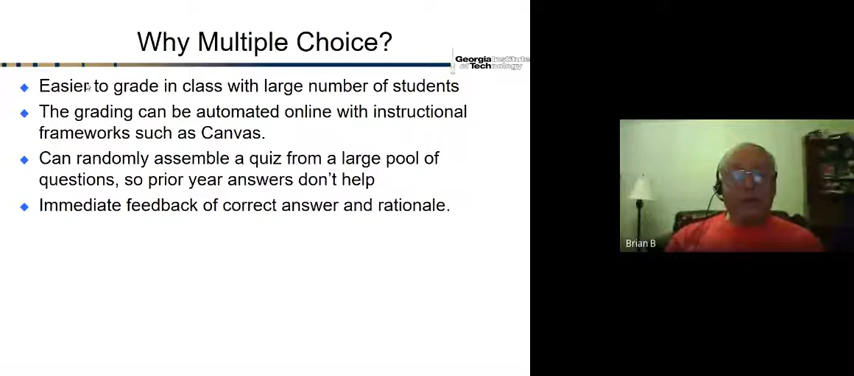 Why Multiple Choice?
Georgia Institute
of Technology
Easier to grade in class with large number of students
The grading can be automated online with instructional
frameworks such as Canvas.
Can randomly assemble a quiz from a large pool of
questions, so prior year answers don’t help
Immediate feedback of correct answer and rationale.
Brian B